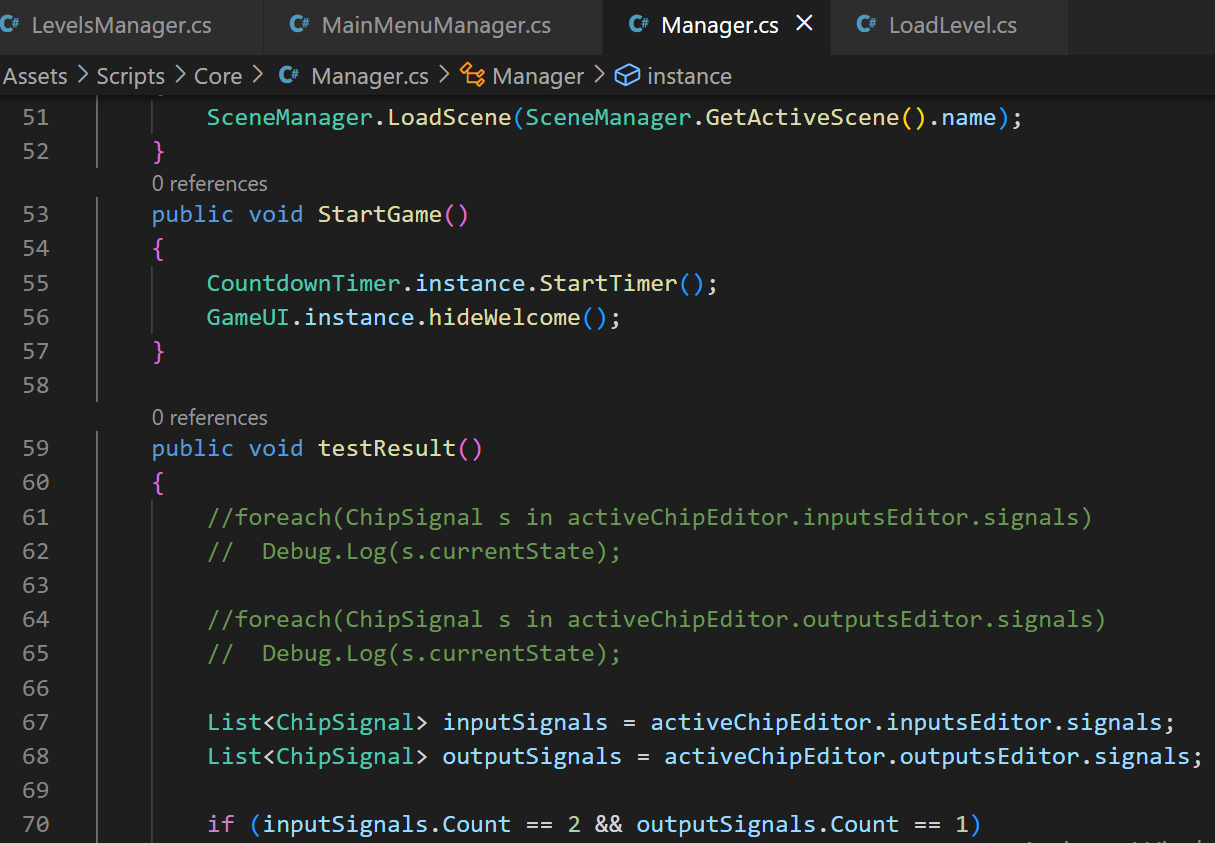 C# LevelsManager.cs C# MainMenuManager.cs C# Manager.cs × C# LoadLevel.cs
Assets > Scripts > Core > C# Manager.cs > Manager > instance
51 SceneManager.LoadScene(SceneManager.GetActiveScene().name);
52 }
0 references
53 public void StartGame()
54 {
55 CountdownTimer.instance.StartTimer();
56 GameUI.instance.hideWelcome();
57 }
58
0 references
59 public void testResult()
60 {
61 //foreach(ChipSignal s in activeChipEditor.inputsEditor.signals)
62 //  Debug.Log(s.currentState);
63
64 //foreach(ChipSignal s in activeChipEditor.outputsEditor.signals)
65 //  Debug.Log(s.currentState);
66
67 List<ChipSignal> inputSignals = activeChipEditor.inputsEditor.signals;
68 List<ChipSignal> outputSignals = activeChipEditor.outputsEditor.signals;
69
70 if (inputSignals.Count == 2 && outputSignals.Count == 1)